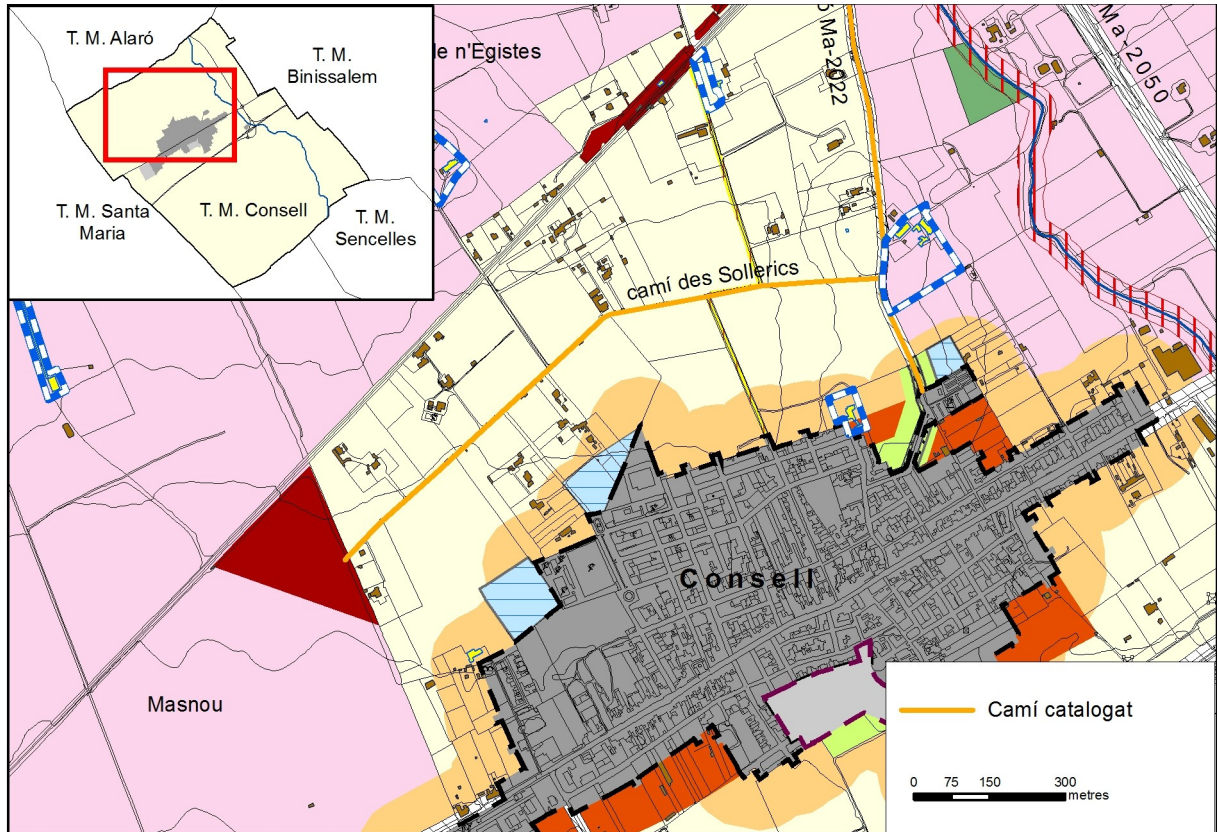 T. M. Alaró
T. M.
Binissalem
T. M. Santa
Maria
T. M. Consell
T. M.
Sencelles
le n'Egistes
Ma-2022
Ma-2050
camí des Sollerics
Consell
Masnou
Camí catalogat
0 75 150 300
metres